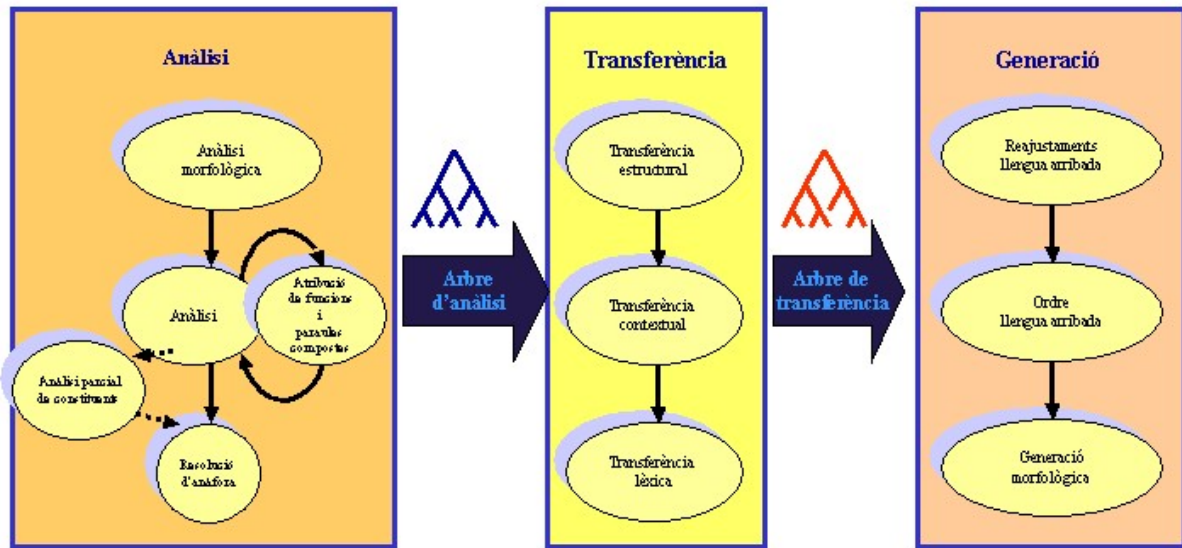 Anàlisi
Anàlisi
morfològica
Anàlisi
Atribució
de funcions
i
paraules
compostes
Anàlisi parcial
de constituents
Resolució
d'anàfora
Arbre
d'anàlisi
Transferència
Transferència
estructural
Transferència
contextual
Transferència
lèxica
Arbre de
transferència
Generació
Reajustaments
llengua arribada
Ordre
llengua arribada
Generació
morfològica